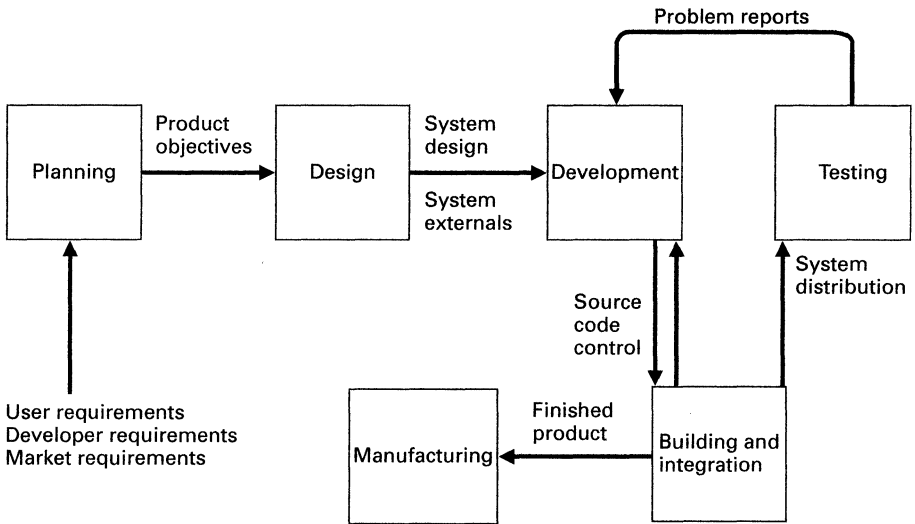 Problem reports
Planning
Product
objectives
Design
System
design
System
externals
Development
Testing
System
distribution
Source
code
control
User requirements
Developer requirements
Market requirements
Manufacturing
Finished
product
Building and
integration